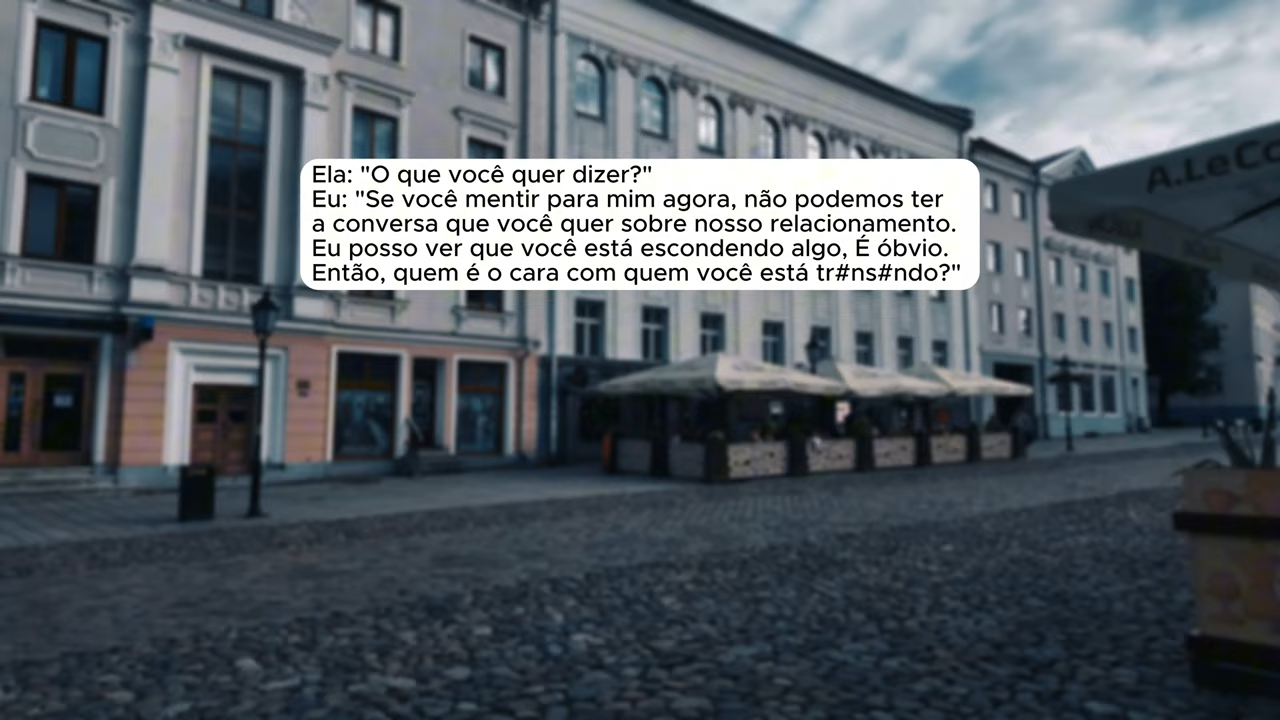 Ela: "O que você quer dizer?"
Eu: "Se você mentir para mim agora, não podemos ter
a conversa que você quer sobre nosso relacionamento.
Eu posso ver que você está escondendo algo, É óbvio.
Então, quem é o cara com quem você está tr#ns#ndo?"
A.LeCo